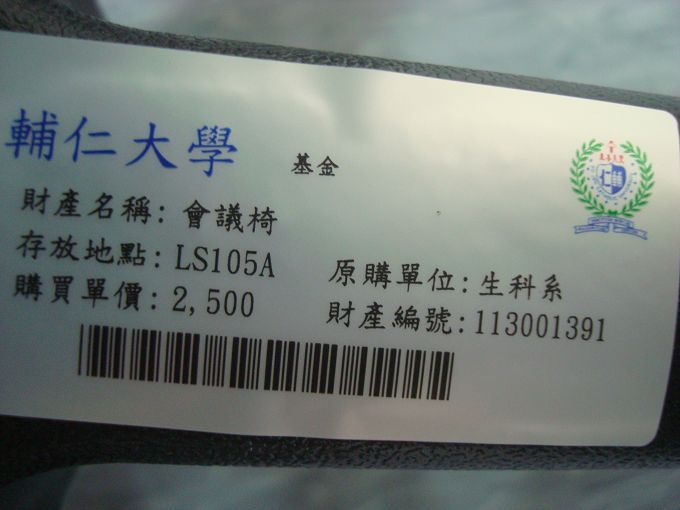 輔仁大學 基金
財產名稱: 會議椅
存放地點: LS105A 原購單位: 生科系
購買單價: 2,500 財產編號: 113001391